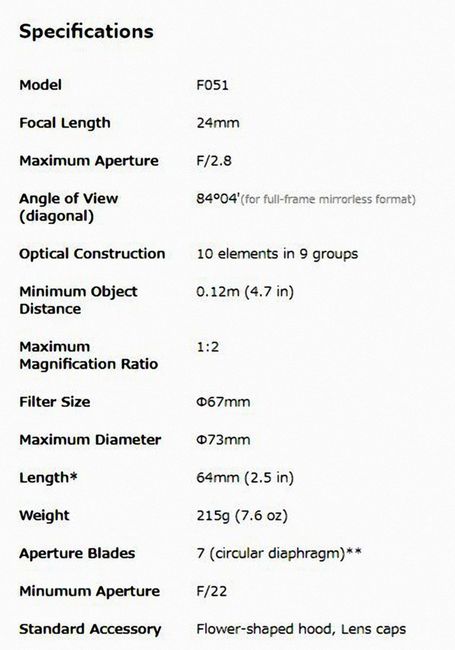 Specifications
Model F051
Focal Length 24mm
Maximum Aperture F/2.8
Angle of View 84º04'(for full-frame mirrorless format)
(diagonal)
Optical Construction 10 elements in 9 groups
Minimum Object 0.12m (4.7 in)
Distance
Maximum 1:2
Magnification Ratio
Filter Size Φ67mm
Maximum Diameter Φ73mm
Length* 64mm (2.5 in)
Weight 215g (7.6 oz)
Aperture Blades 7 (circular diaphragm)**
Minumum Aperture F/22
Standard Accessory Flower-shaped hood, Lens caps